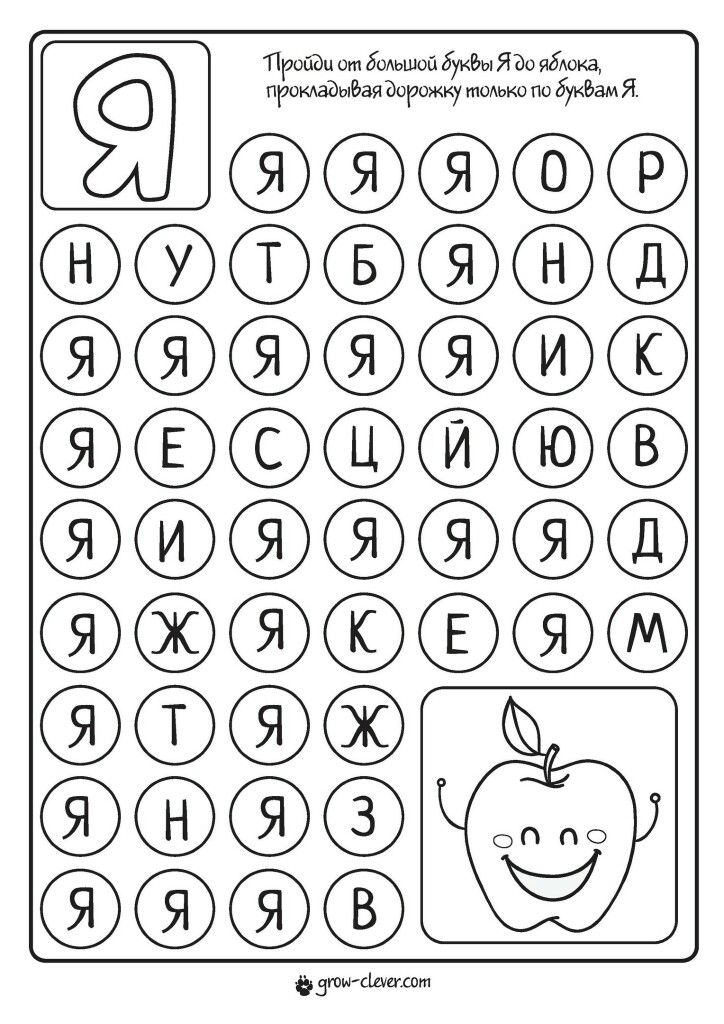 Я
Пройди от большой буквы Я до яблока,
прокладывая дорожку только по буквам Я.
Я Я Я О Р
Н У Т Б Я Н Д
Я Я Я Я Я И К
Я Е С Ц Й Ю В
Я И Я Я Я Я Д
Я Ж Я К Е Я М
Я Т Я Ж
Я Н Я З
Я Я Я В
grow-clever.com